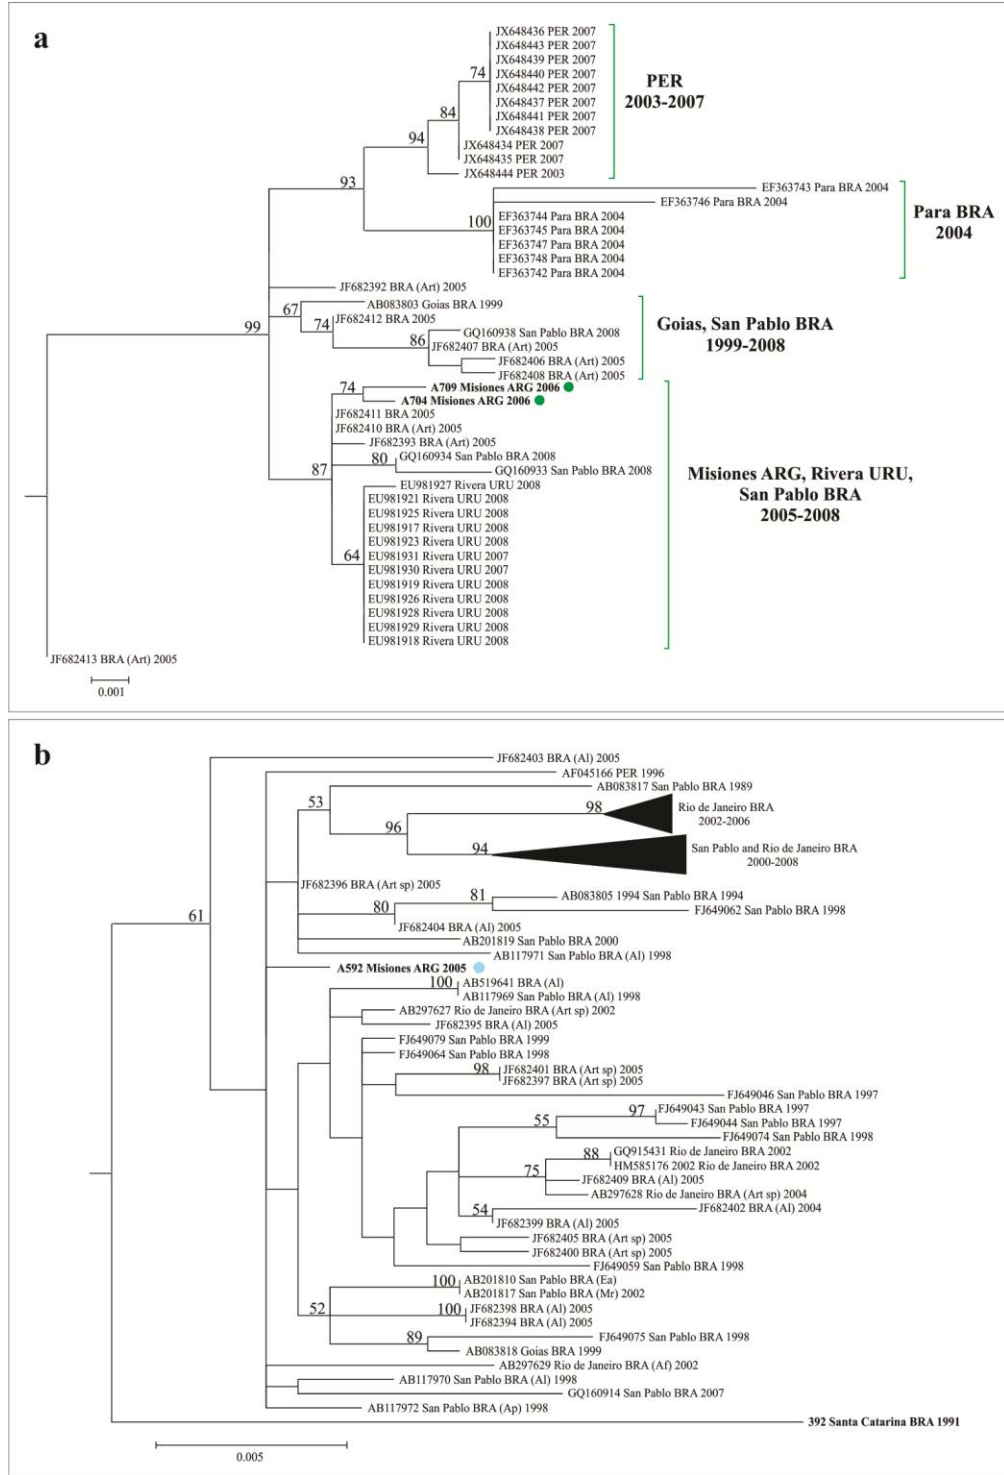 a
JX648436 PER 2007
JX648443 PER 2007
JX648439 PER 2007
JX648440 PER 2007
JX648442 PER 2007
JX648437 PER 2007
JX648441 PER 2007
JX648438 PER 2007
JX648434 PER 2007
JX648435 PER 2007
JX648444 PER 2003
74
84
94
93
PER
2003-2007
EF363743 Para BRA 2004
EF363746 Para BRA 2004
EF363744 Para BRA 2004
EF363745 Para BRA 2004
EF363747 Para BRA 2004
EF363748 Para BRA 2004
EF363742 Para BRA 2004
100
Para BRA
2004
JF682392 BRA (Art) 2005
AB083803 Goias BRA 1999
JF682412 BRA 2005
GQ160938 San Pablo BRA 2008
JF682407 BRA (Art) 2005
JF682406 BRA (Art) 2005
JF682408 BRA (Art) 2005
67
74
86
99
Goias, San Pablo BRA
1999-2008
A709 Misiones ARG 2006
A704 Misiones ARG 2006
JF682411 BRA 2005
JF682410 BRA (Art) 2005
JF682393 BRA (Art) 2005
GQ160934 San Pablo BRA 2008
GQ160933 San Pablo BRA 2008
EU981927 Rivera URU 2008
EU981921 Rivera URU 2008
EU981925 Rivera URU 2008
EU981917 Rivera URU 2008
EU981923 Rivera URU 2008
EU981931 Rivera URU 2007
EU981930 Rivera URU 2007
EU981919 Rivera URU 2008
EU981926 Rivera URU 2008
EU981928 Rivera URU 2008
EU981929 Rivera URU 2008
EU981918 Rivera URU 2008
74
87
80
64
Misiones ARG, Rivera URU,
San Pablo BRA
2005-2008
JF682413 BRA (Art) 2005
0.001
b
JF682403 BRA (Al) 2005
AF045166 PER 1996
AB083817 San Pablo BRA 1989
53
98
Rio de Janeiro BRA
2002-2006
96
94
San Pablo and Rio de Janeiro BRA
2000-2008
JF682396 BRA (Art sp) 2005
81
AB083805 1994 San Pablo BRA 1994
80
FJ649062 San Pablo BRA 1998
61
JF682404 BRA (Al) 2005
AB201819 San Pablo BRA 2000
AB117971 San Pablo BRA (Al) 1998
A592 Misiones ARG 2005
100
AB519641 BRA (Al)
AB117969 San Pablo BRA (Al) 1998
AB297627 Rio de Janeiro BRA (Art sp) 2002
JF682395 BRA (Al) 2005
FJ649079 San Pablo BRA 1999
FJ649064 San Pablo BRA 1998
98
JF682401 BRA (Art sp) 2005
JF682397 BRA (Art sp) 2005
FJ649046 San Pablo BRA 1997
97
FJ649043 San Pablo BRA 1997
55
FJ649044 San Pablo BRA 1997
FJ649074 San Pablo BRA 1998
88
GQ915431 Rio de Janeiro BRA 2002
HM585176 2002 Rio de Janeiro BRA 2002
75
JF682409 BRA (Al) 2005
AB297628 Rio de Janeiro BRA (Art sp) 2004
54
JF682402 BRA (Al) 2004
JF682399 BRA (Al) 2005
JF682405 BRA (Art sp) 2005
JF682400 BRA (Art sp) 2005
FJ649059 San Pablo BRA 1998
100
AB201810 San Pablo BRA (Ea)
AB201817 San Pablo BRA (Mr) 2002
52
100
JF682398 BRA (Al) 2005
JF682394 BRA (Al) 2005
89
FJ649075 San Pablo BRA 1998
AB083818 Goias BRA 1999
AB297629 Rio de Janeiro BRA (Af) 2002
AB117970 San Pablo BRA (Al) 1998
GQ160914 San Pablo BRA 2007
AB117972 San Pablo BRA (Ap) 1998
392 Santa Catarina BRA 1991
0.005